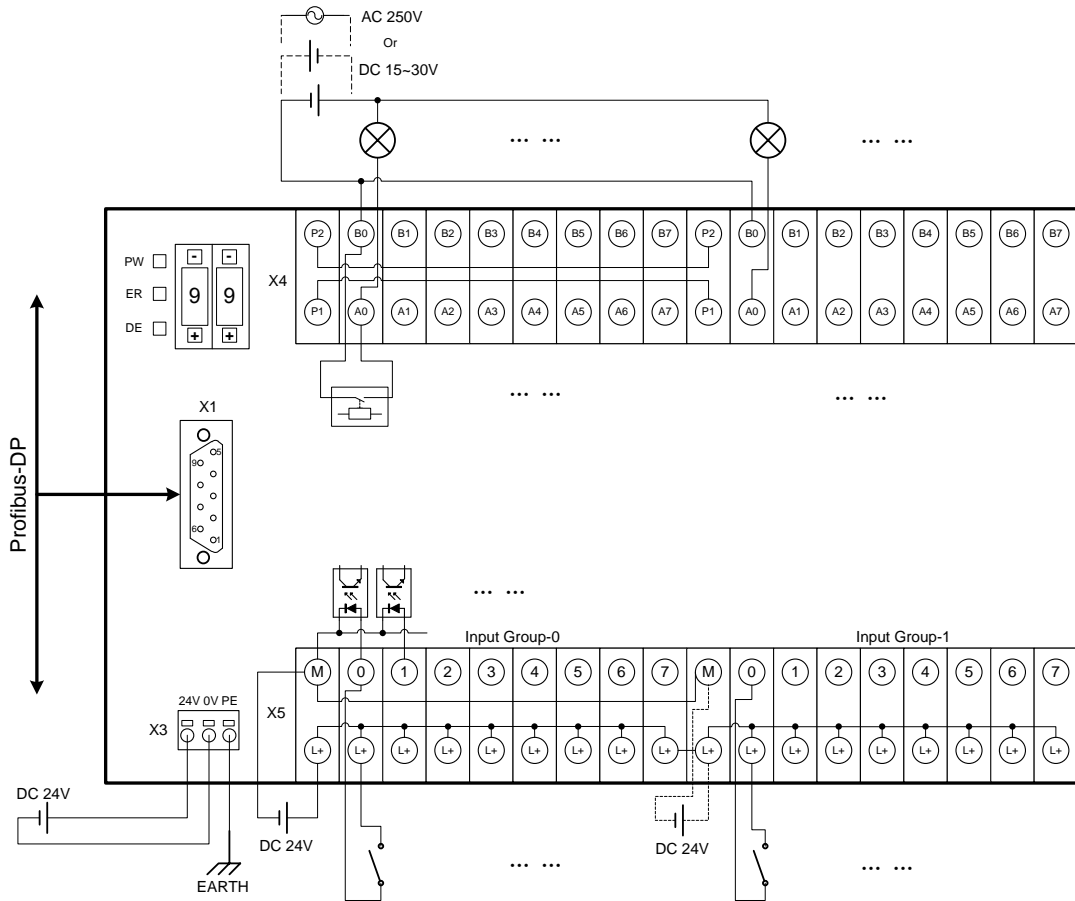 AC 250V
Or
DC 15~30V
... ... ... ...
P2 B0 B1 B2 B3 B4 B5 B6 B7 P2 B0 B1 B2 B3 B4 B5 B6 B7
PW - -
X4
ER 9 9
P1 A0 A1 A2 A3 A4 A5 A6 A7 P1 A0 A1 A2 A3 A4 A5 A6 A7
DE + +
... ... ... ...
X1
5
9
Profibus-DP
6
1
... ...
Input Group-0 Input Group-1
M 0 1 2 3 4 5 6 7 M 0 1 2 3 4 5 6 7
24V 0V PE
X5
X3
L+ L+ L+ L+ L+ L+ L+ L+ L+ L+ L+ L+ L+ L+ L+ L+ L+ L+
DC 24V
DC 24V DC 24V
... ... ... ...
EARTH